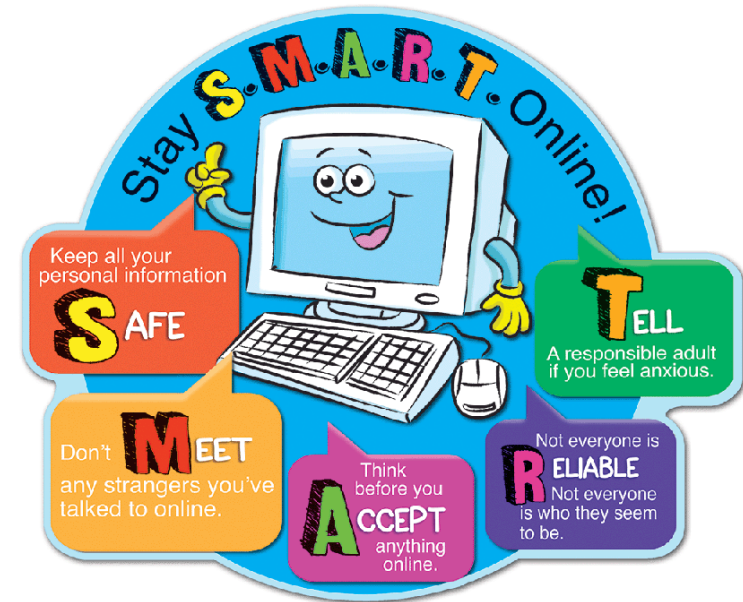 Stay S.M.A.R.T. Online!
Keep all your
personal information
SAFE
Don't MEET
any strangers you've
talked to online.
Think
before you
ACCEPT
anything
online.
Not everyone is
RELIABLE
Not everyone
is who they seem
to be.
TELL
A responsible adult
if you feel anxious.